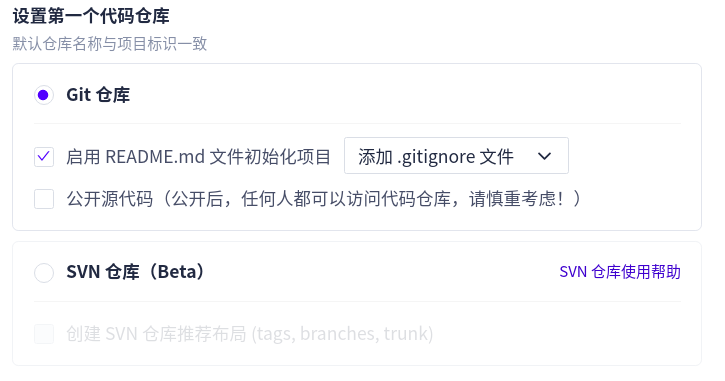 设置第一个代码仓库
默认仓库名称与项目标识一致
Git 仓库
启用 README.md 文件初始化项目 添加 .gitignore 文件
公开源代码（公开后，任何人都可以访问代码仓库，请慎重考虑！）
SVN 仓库（Beta） SVN 仓库使用帮助
创建 SVN 仓库推荐布局 (tags, branches, trunk)